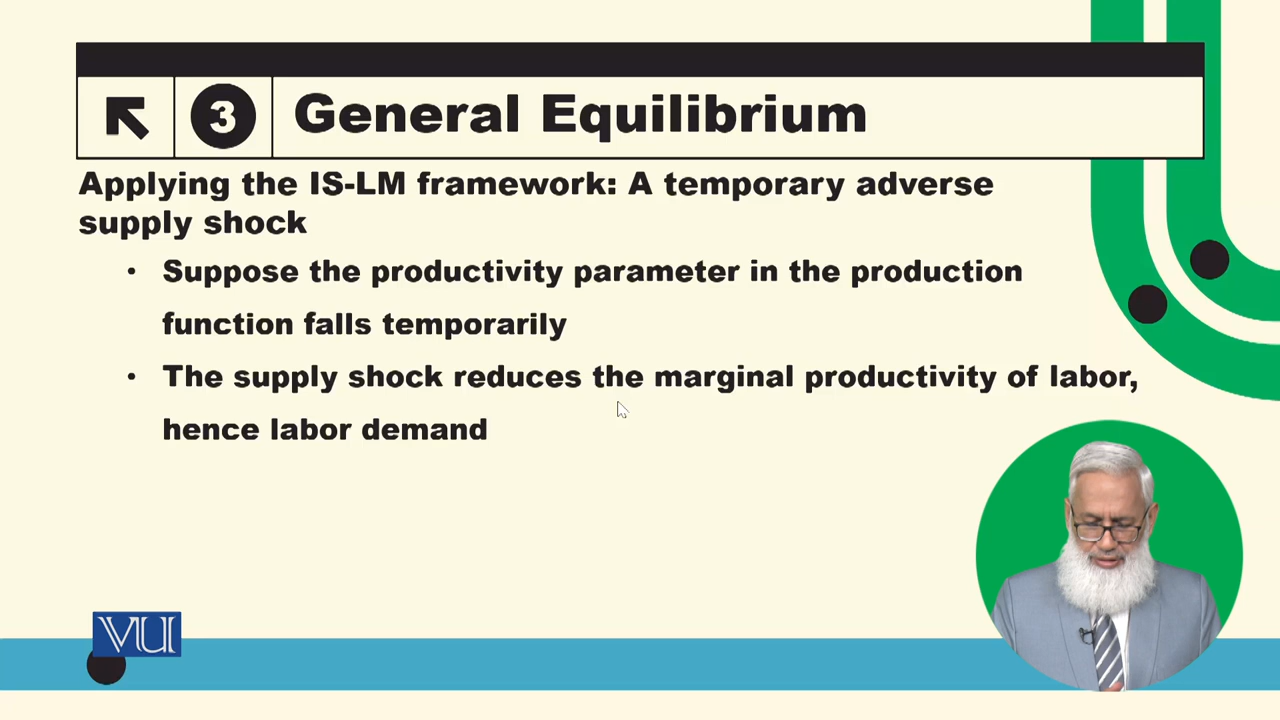 3 General Equilibrium
Applying the IS-LM framework: A temporary adverse
supply shock
• Suppose the productivity parameter in the production
function falls temporarily
• The supply shock reduces the marginal productivity of labor,
hence labor demand
VU